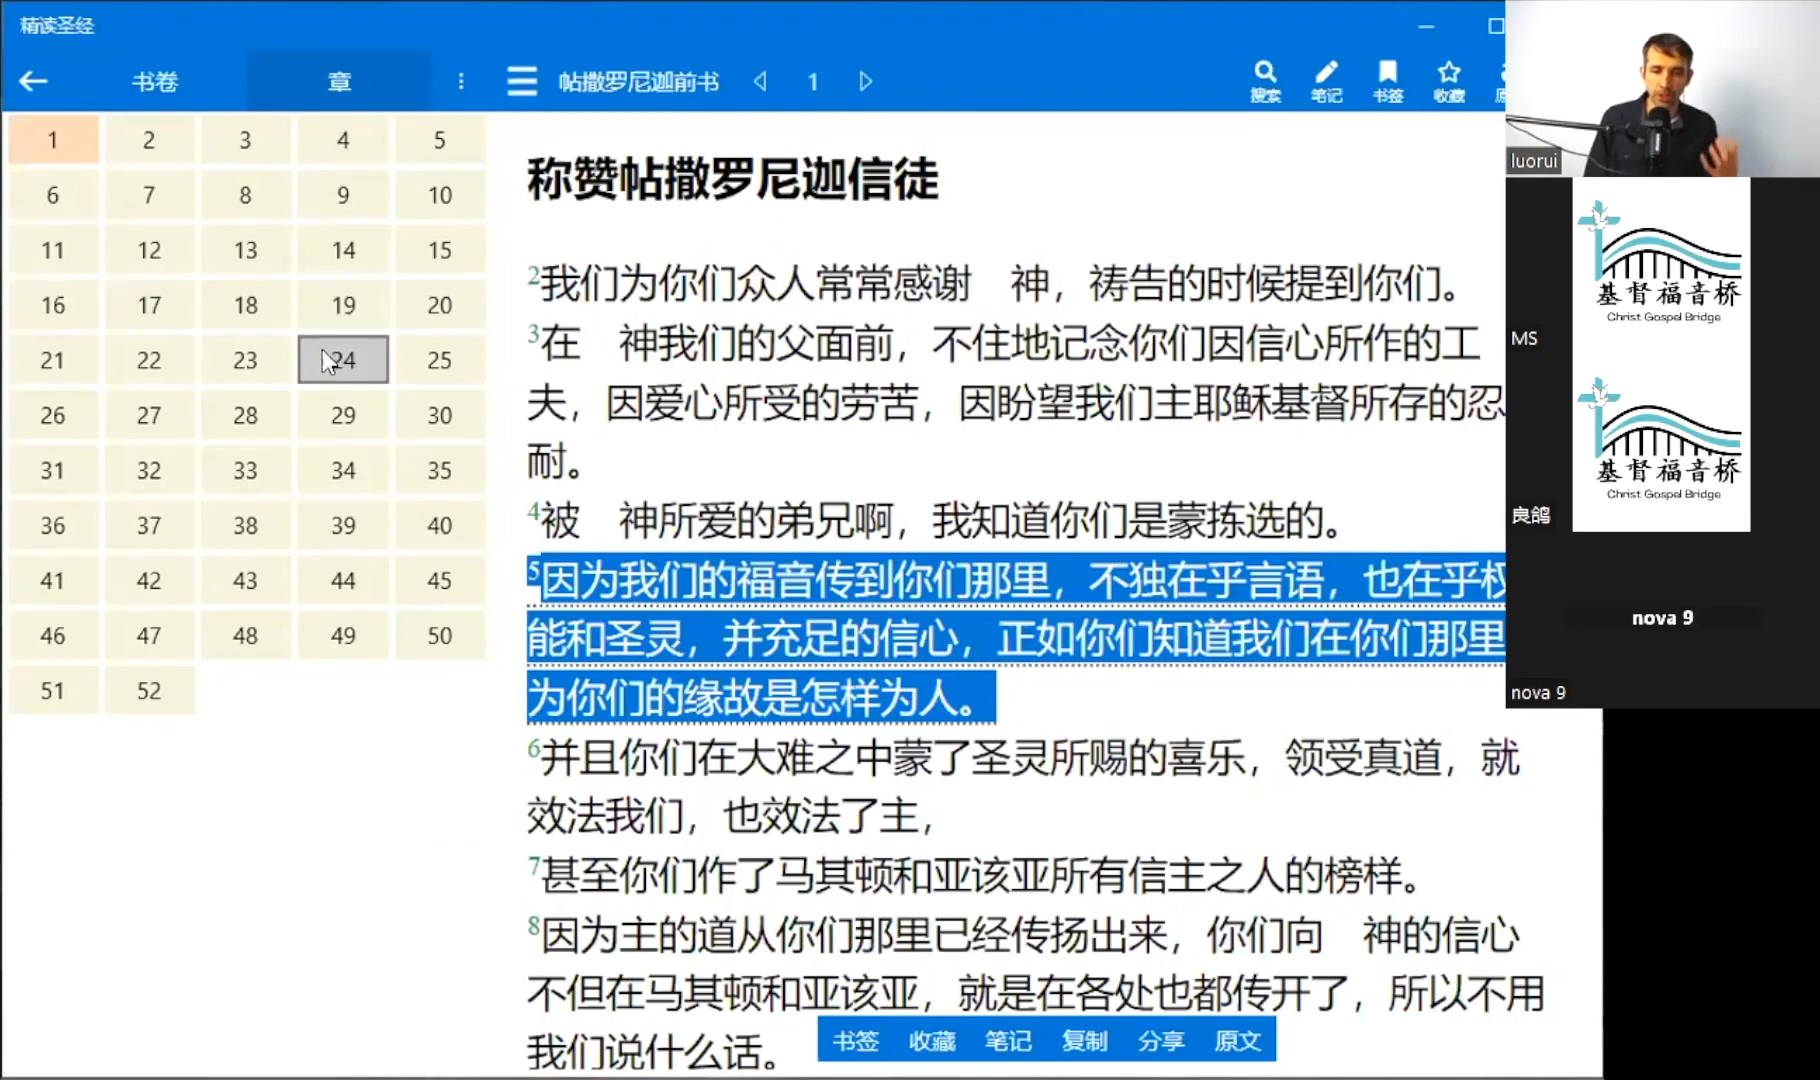 精读圣经
书卷
章
帖撒罗尼迦前书
1
搜索
笔记
书签
收藏
1 2 3 4 5
6 7 8 9 10
11 12 13 14 15
16 17 18 19 20
21 22 23 24 25
26 27 28 29 30
31 32 33 34 35
36 37 38 39 40
41 42 43 44 45
46 47 48 49 50
51 52
称赞帖撒罗尼迦信徒
2我们为你们众人常常感谢　神，祷告的时候提到你们。
3在　神我们的父面前，不住地记念你们因信心所作的工
夫，因爱心所受的劳苦，因盼望我们主耶稣基督所存的忍
耐。
4被　神所爱的弟兄啊，我知道你们是蒙拣选的。
5因为我们的福音传到你们那里，不独在乎言语，也在乎权
能和圣灵，并充足的信心，正如你们知道我们在你们那里
为你们的缘故是怎样为人。
6并且你们在大难之中蒙了圣灵所赐的喜乐，领受真道，就
效法我们，也效法了主，
7甚至你们作了马其顿和亚该亚所有信主之人的榜样。
8因为主的道从你们那里已经传扬出来，你们向　神的信心
不但在马其顿和亚该亚，就是在各处也都传开了，所以不用
我们说什么话。
书签 收藏 笔记 复制 分享 原文
luorui
基督福音桥
Christ Gospel Bridge
MS
基督福音桥
Christ Gospel Bridge
良鸽
nova 9
nova 9